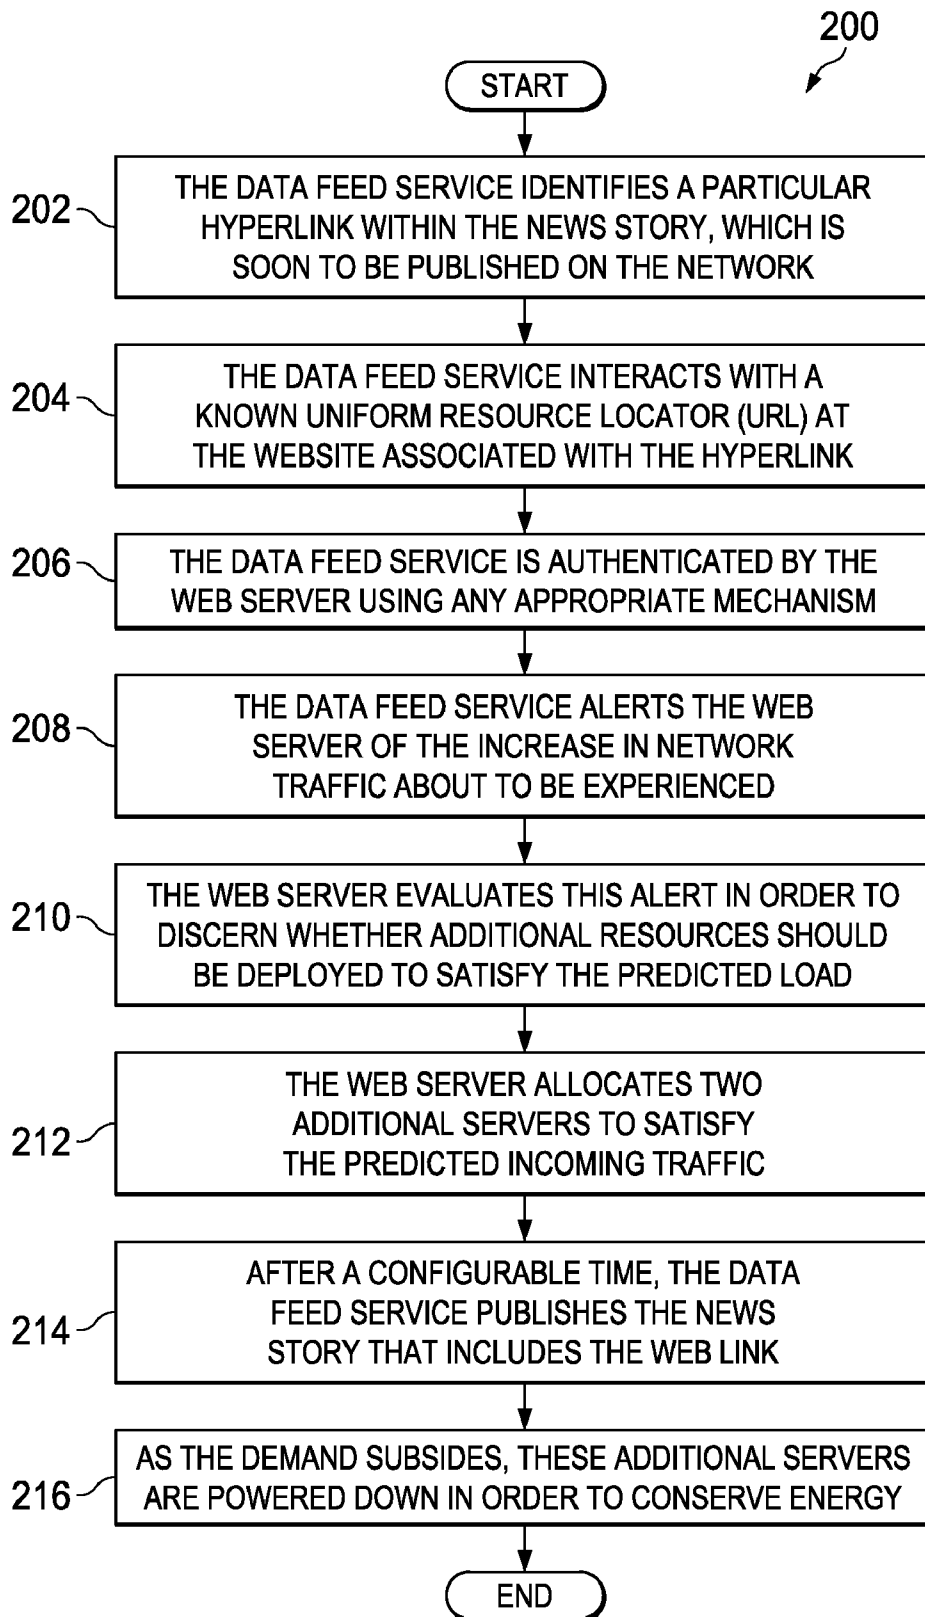 200
START
202
THE DATA FEED SERVICE IDENTIFIES A PARTICULAR
HYPERLINK WITHIN THE NEWS STORY, WHICH IS
SOON TO BE PUBLISHED ON THE NETWORK
204
THE DATA FEED SERVICE INTERACTS WITH A
KNOWN UNIFORM RESOURCE LOCATOR (URL) AT
THE WEBSITE ASSOCIATED WITH THE HYPERLINK
206
THE DATA FEED SERVICE IS AUTHENTICATED BY THE
WEB SERVER USING ANY APPROPRIATE MECHANISM
208
THE DATA FEED SERVICE ALERTS THE WEB
SERVER OF THE INCREASE IN NETWORK
TRAFFIC ABOUT TO BE EXPERIENCED
210
THE WEB SERVER EVALUATES THIS ALERT IN ORDER TO
DISCERN WHETHER ADDITIONAL RESOURCES SHOULD
BE DEPLOYED TO SATISFY THE PREDICTED LOAD
212
THE WEB SERVER ALLOCATES TWO
ADDITIONAL SERVERS TO SATISFY
THE PREDICTED INCOMING TRAFFIC
214
AFTER A CONFIGURABLE TIME, THE DATA
FEED SERVICE PUBLISHES THE NEWS
STORY THAT INCLUDES THE WEB LINK
216
AS THE DEMAND SUBSIDES, THESE ADDITIONAL SERVERS
ARE POWERED DOWN IN ORDER TO CONSERVE ENERGY
END